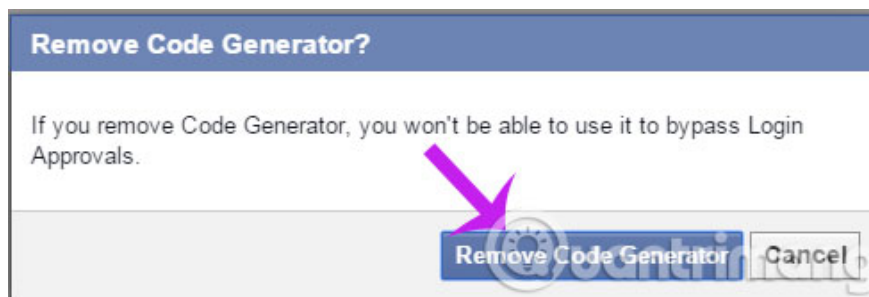 Remove Code Generator?
If you remove Code Generator, you won't be able to use it to bypass Login
Approvals.
Remove Code Generator Cancel
Quantrimang